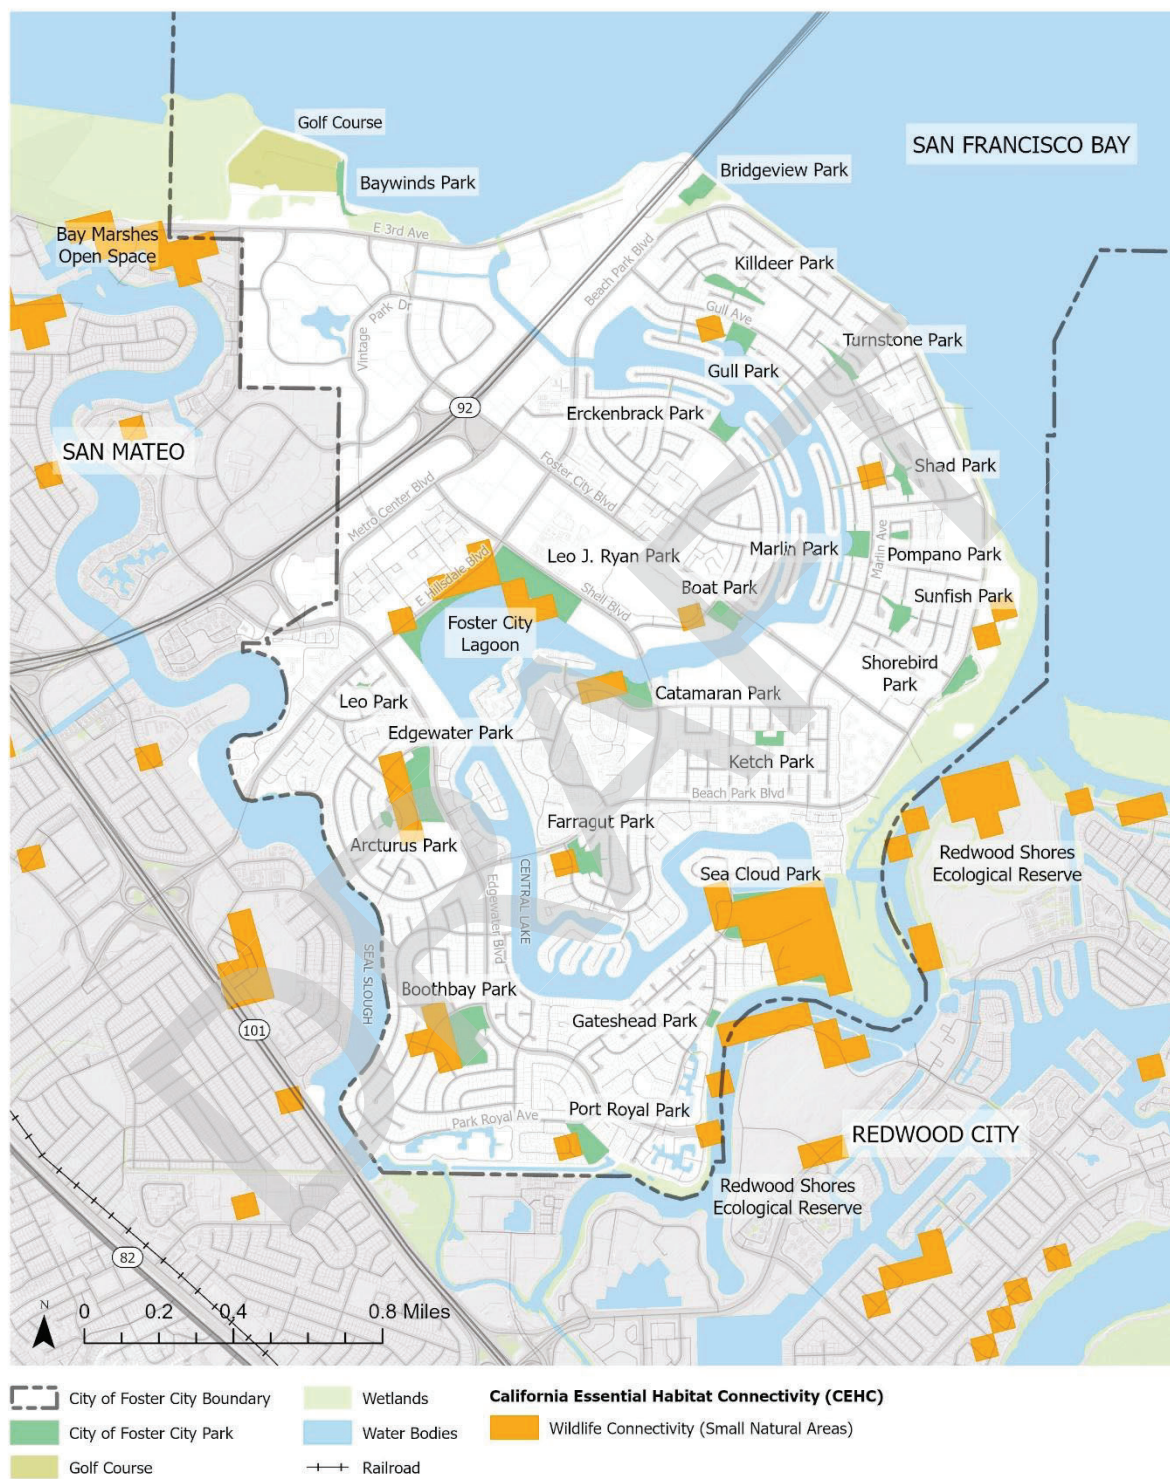 Golf Course
SAN FRANCISCO BAY
Bridgeview Park
Baywinds Park
E 3rd Ave
Bay Marshes
Open Space
Beach Park Blvd
Killdeer Park
Vintage Park Dr
Gull Ave
Turnstone Park
Gull Park
92
Erckenbrack Park
SAN MATEO
Foster City Blvd
Shad Park
Metro Center Blvd
Leo J. Ryan Park
Marlin Park
Marlin Ave
Pompano Park
E Hillsdale Blvd
Shell Blvd
Boat Park
Sunfish Park
Foster City
Lagoon
Shorebird
Park
Leo Park
Catamaran Park
Edgewater Park
Ketch Park
Beach Park Blvd
Farragut Park
Arcturus Park
Redwood Shores
Ecological Reserve
Sea Cloud Park
CENTRAL LAKE
Edgewater Blvd
SEAL SLOUGH
Boothbay Park
Gateshead Park
101
Park Royal Ave
Port Royal Park
REDWOOD CITY
Redwood Shores
Ecological Reserve
82
N
0 0.2 0.4 0.8 Miles
DRAFT
City of Foster City Boundary
City of Foster City Park
Golf Course
Wetlands
Water Bodies
Railroad
California Essential Habitat Connectivity (CEHC)
Wildlife Connectivity (Small Natural Areas)